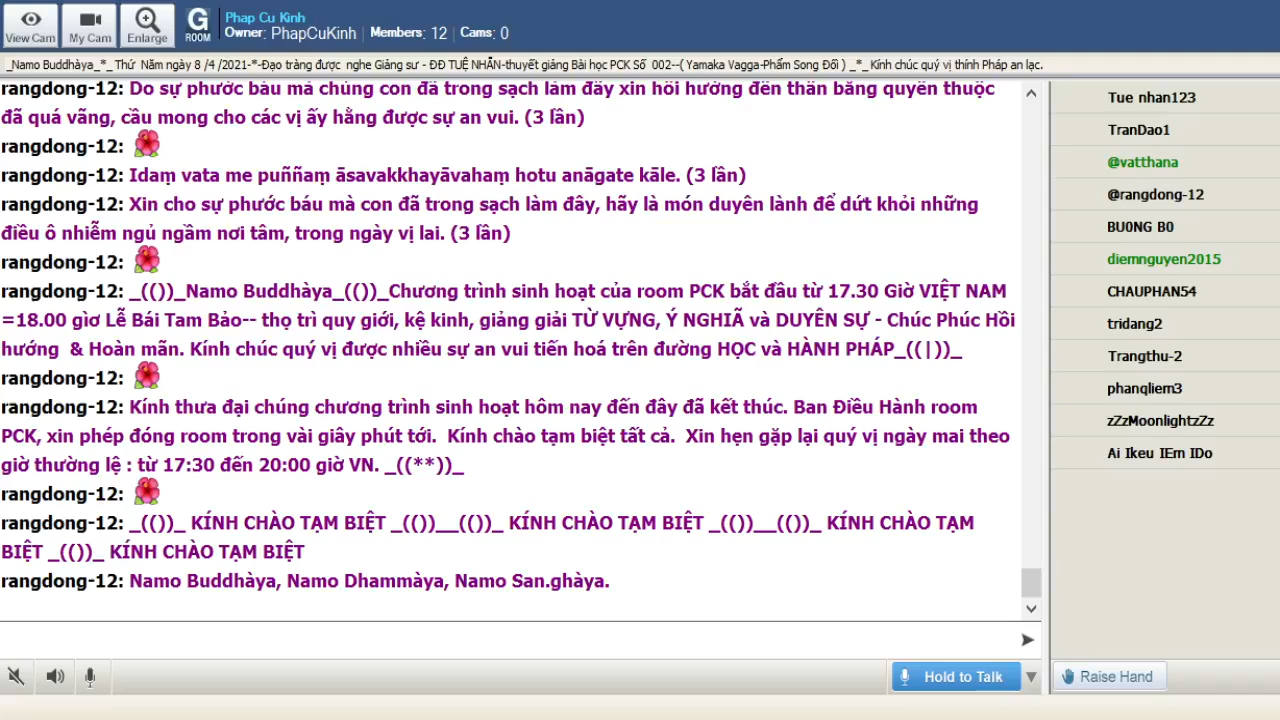 View Cam
My Cam
Enlarge
G
ROOM
Phap Cu Kinh
Owner: PhapCuKinh | Members: 12 | Cams: 0
_Namo Buddhàya_*_ Thứ Năm ngày 8 /4 /2021-*-Đạo tràng được nghe Giảng sư - ĐĐ TUỆ NHẪN-thuyết giảng Bài học PCK Số 002--( Yamaka Vagga-Phẩm Song Đối ) _*_ Kính chúc quý vị thính Pháp an lạc.
rangdong-12: Do sự phước báu mà chúng con đã trong sạch làm đây xin hồi hướng đến thân bằng quyến thuộc
đã quá vãng, cầu mong cho các vị ấy hằng được sự an vui. (3 lần)
rangdong-12:
rangdong-12: Idaṃ vata me puññaṃ āsavakkhayāvahaṃ hotu anāgate kāle. (3 lần)
rangdong-12: Xin cho sự phước báu mà con đã trong sạch làm đây, hãy là món duyên lành để dứt khỏi những
điều ô nhiễm ngủ ngầm nơi tâm, trong ngày vị lai. (3 lần)
rangdong-12:
rangdong-12: _(())_Namo Buddhàya_(())_Chương trình sinh hoạt của room PCK bắt đầu từ 17.30 Giờ VIỆT NAM
=18.00 giờ Lễ Bái Tam Bảo-- thọ trì quy giới, kệ kinh, giảng giải TỪ VỰNG, Ý NGHIÃ và DUYÊN SỰ - Chúc Phúc Hồi
hướng & Hoàn mãn. Kính chúc quý vị được nhiều sự an vui tiến hoá trên đường HỌC và HÀNH PHÁP_((|))_
rangdong-12:
rangdong-12: Kính thưa đại chúng chương trình sinh hoạt hôm nay đến đây đã kết thúc. Ban Điều Hành room
PCK, xin phép đóng room trong vài giây phút tới. Kính chào tạm biệt tất cả. Xin hẹn gặp lại quý vị ngày mai theo
giờ thường lệ : từ 17:30 đến 20:00 giờ VN. _((**))_
rangdong-12:
rangdong-12: _(())_ KÍNH CHÀO TẠM BIỆT _(())__(())_ KÍNH CHÀO TẠM BIỆT _(())__(())_ KÍNH CHÀO TẠM
BIỆT _(())_ KÍNH CHÀO TẠM BIỆT
rangdong-12: Namo Buddhàya, Namo Dhammàya, Namo San.ghàya.
Tue nhan123
TranDao1
@vatthana
@rangdong-12
BU0NG B0
diemnguyen2015
CHAUPHAN54
tridang2
Trangthu-2
phanqliem3
zZzMoonlightzZz
Ai Ikeu IErn IDo
Hold to Talk
Raise Hand